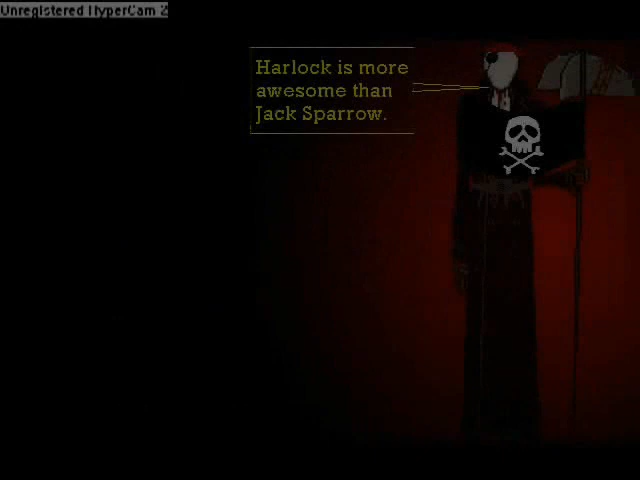 Unregistered HyperCam 2
Harlock is more
awesome than
Jack Sparrow.